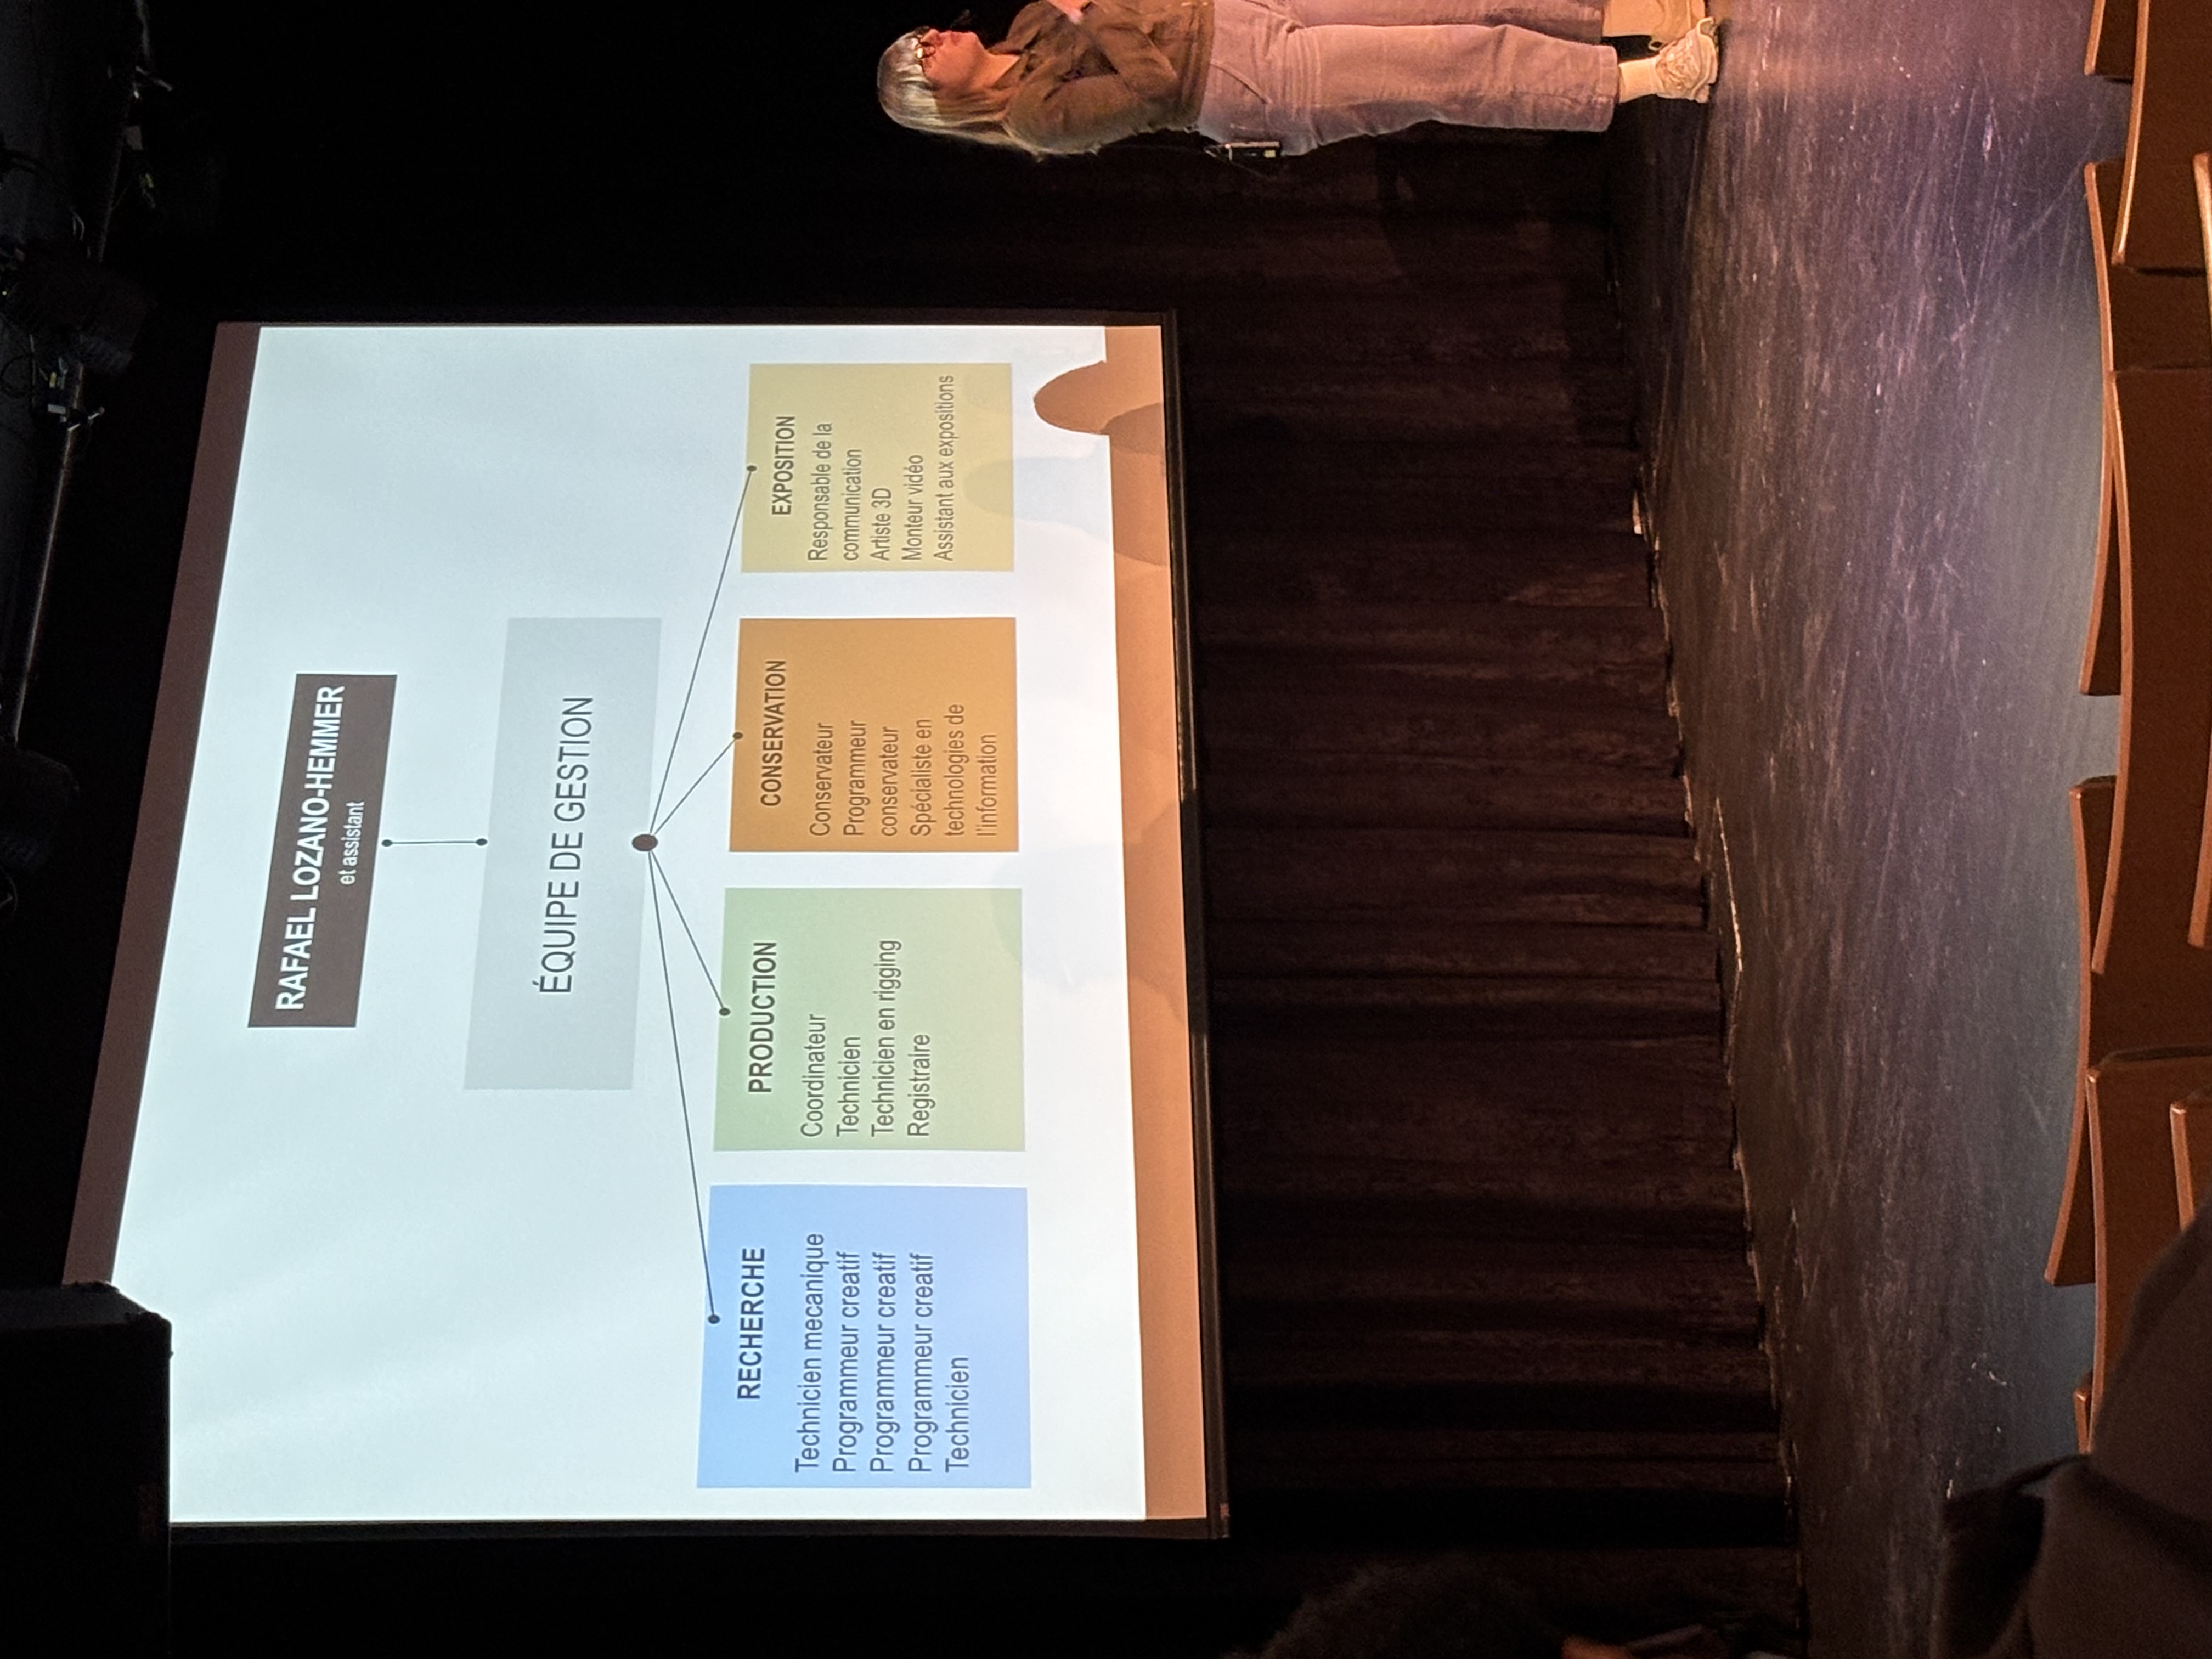 RAFAEL LOZANO-HEMMER
et assistant
ÉQUIPE DE GESTION
RECHERCHE
Technicien mecanique
Programmeur creatif
Programmeur creatif
Programmeur creatif
Technicien
PRODUCTION
Coordinateur
Technicien
Technicien en rigging
Registraire
CONSERVATION
Conservateur
Programmeur
conservateur
Spécialiste en
technologies de
l'information
EXPOSITION
Responsable de la
communication
Artiste 3D
Monteur vidéo
Assistant aux expositions